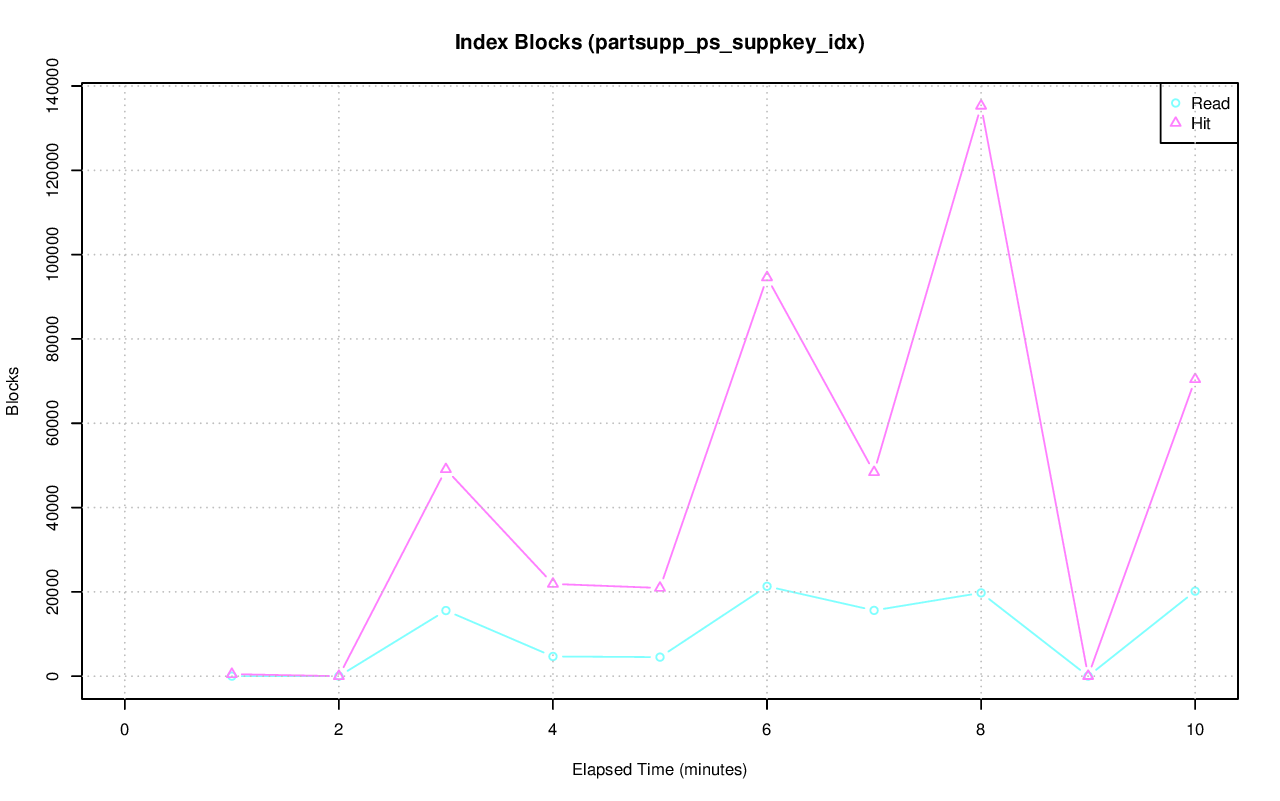 Index Blocks (partsupp_ps_suppkey_idx)
140000
120000
100000
80000
60000
40000
20000
0
Blocks
Read
Hit
0 2 4 6 8 10
Elapsed Time (minutes)